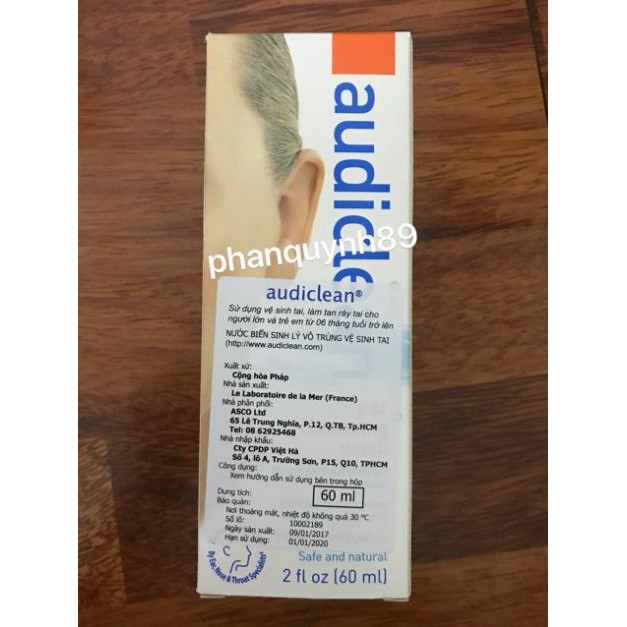 audicle
phanquynh89
audiclean®
Sử dụng vệ sinh tai, làm tan ráy tai cho
người lớn và trẻ em từ 06 tháng tuổi trở lên
NƯỚC BIỂN SINH LÝ VÔ TRÙNG VỆ SINH TAI
(http://www.audiclean.com)
Xuất xứ:
Cộng hòa Pháp
Nhà sản xuất:
Le Laboratoire de la Mer (France)
Nhà phân phối:
ASCO Ltd
65 Lê Trung Nghĩa, P.12, Q.TB, Tp.HCM
Tel: 08 62925468
Nhà nhập khẩu:
Cty CPDP Việt Hà
Số 4, lô A, Trường Sơn, P15, Q10, TPHCM
Công dụng:
Xem hướng dẫn sử dụng bên trong hộp
Dung tích: 60 ml
Bảo quản:
Nơi thoáng mát, nhiệt độ không quá 30 °C
Số lô: 10002189
Ngày sản xuất: 09/01/2017
Hạn sử dụng: 01/01/2020
Safe and natural
By Ear, Nose & Throat Specialists*
2 fl oz (60 ml)